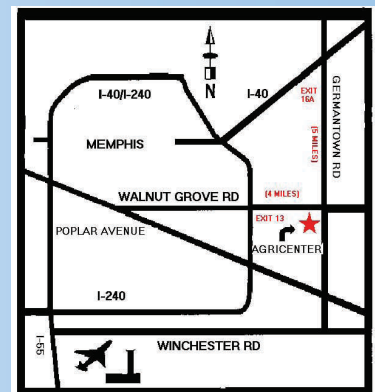 I-40/I-240
N
I-40
EXIT
16A
GERMANTOWN RD
(5 MILES)
MEMPHIS
(4 MILES)
WALNUT GROVE RD
EXIT 13
POPLAR AVENUE
AGRICENTER
I-240
I-55
WINCHESTER RD